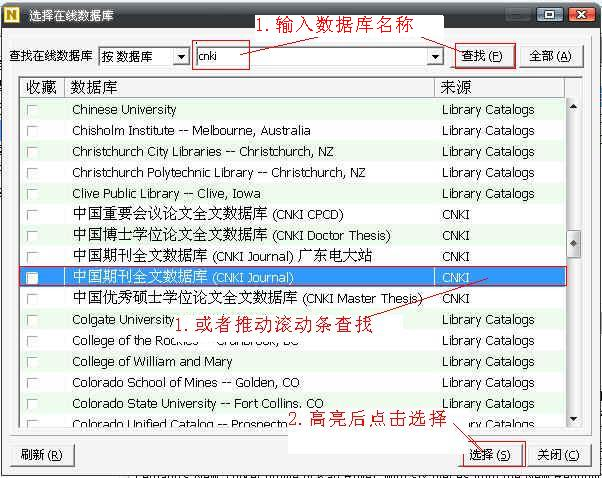 N 选择在线数据库
1.输入数据库名称
查找在线数据库 按 数据库 cnki 查找(F) 全部(A)
收藏 数据库 来源
Chinese University Library Catalogs
Chisholm Institute -- Melbourne, Australia Library Catalogs
Christchurch City Libraries -- Christchurch, NZ Library Catalogs
Christchurch Polytechnic Library -- Christchurch, NZ Library Catalogs
Clive Public Library -- Clive, Iowa Library Catalogs
中国重要会议论文全文数据库 (CNKI CPCD) CNKI
中国博士学位论文全文数据库 (CNKI Doctor Thesis) CNKI
中国期刊全文数据库 (CNKI Journal) 广东电大站 CNKI
中国期刊全文数据库 (CNKI Journal) CNKI
中国优秀硕士学位论文全文数据库 (CNKI Master Thesis) CNKI
Colgate University Library Catalogs
1.或者推动滚动条查找
College of the Library Catalogs
College of William and Mary Library Catalogs
Colorado School of Mines -- Golden, CO Library Catalogs
Colorado State University -- Fort Collins, CO Library Catalogs
2.高亮后点击选择
Colorado Unified Catalog -- Prospector
刷新(R) 选择(S) 关闭(C)